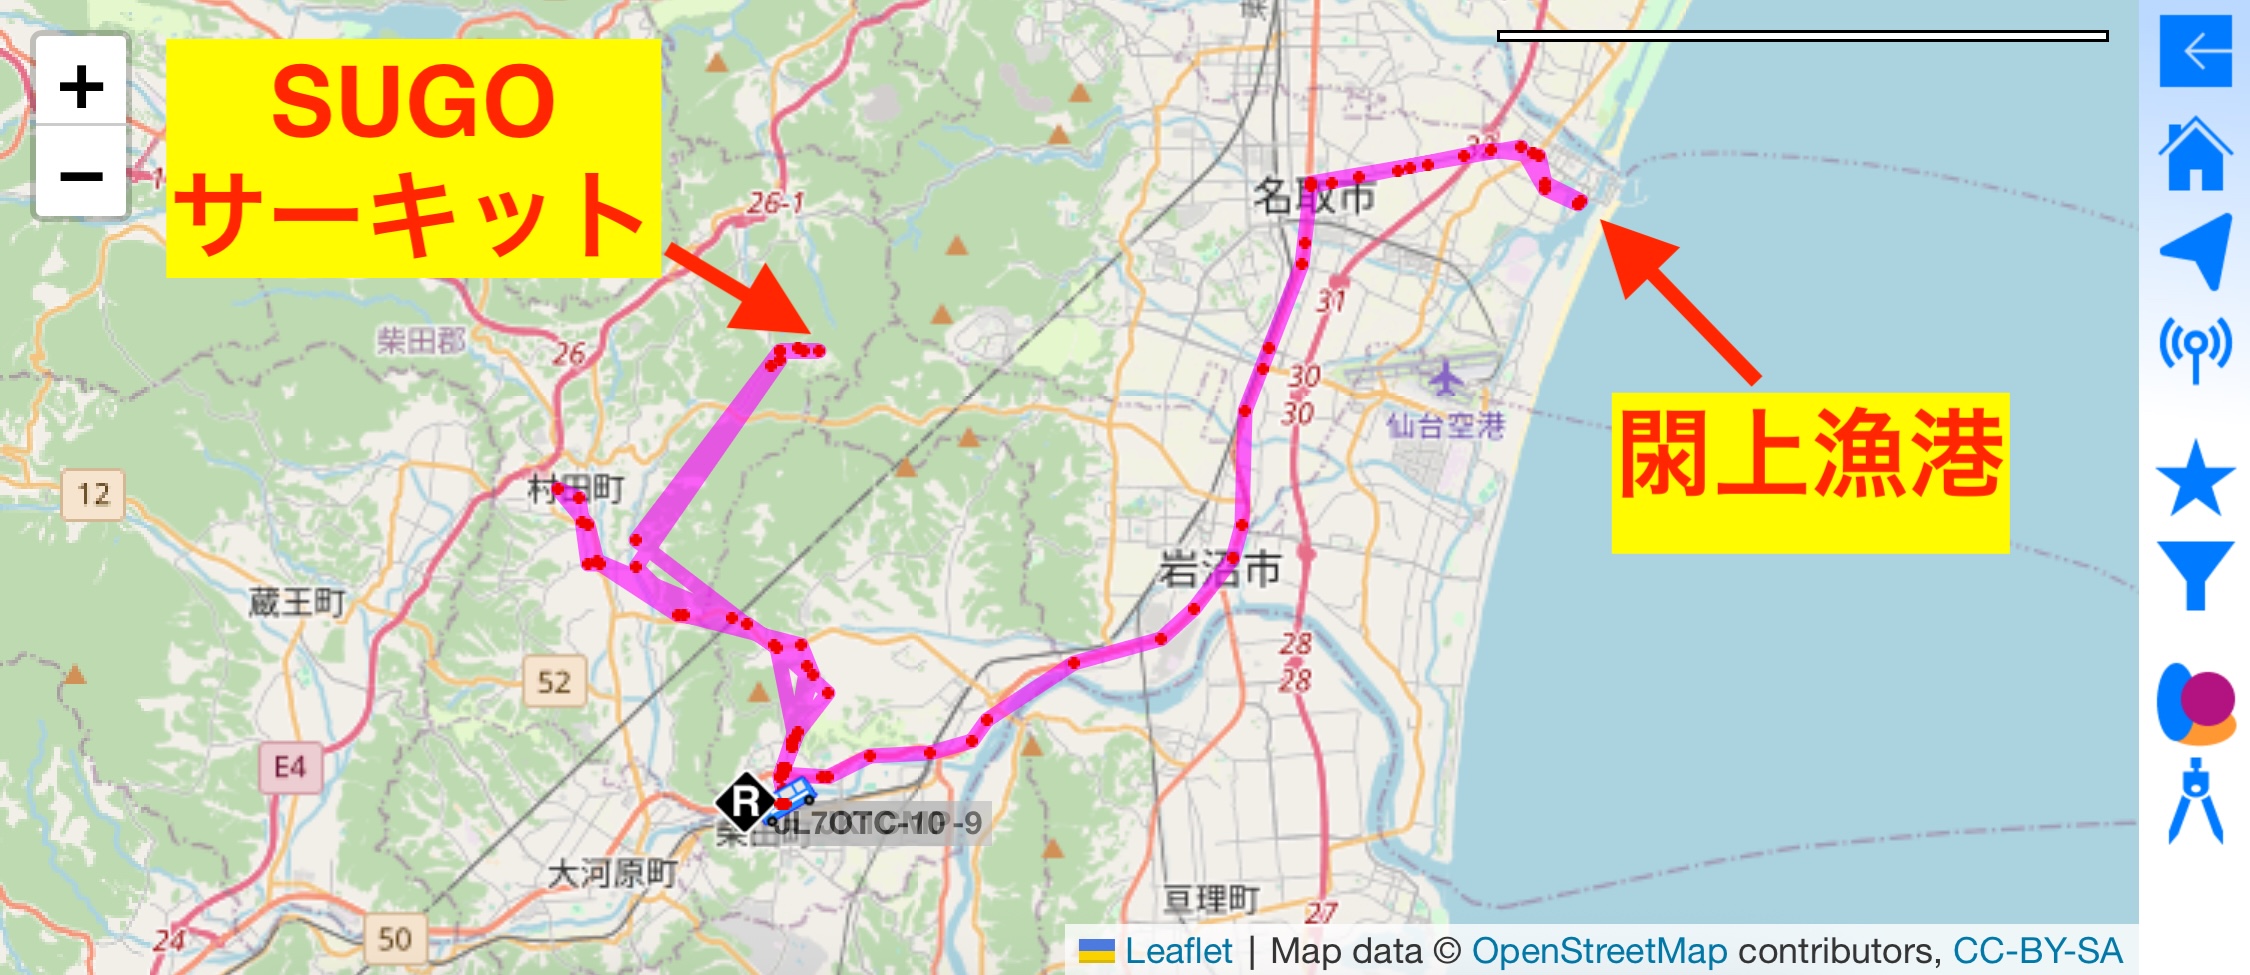 +
−
SUGO
サーキット
26-1
名取市
31
柴田郡
26
30
30
仙台空港
閖上漁港
12
村田町
岩沼市
蔵王町
28
28
52
E4
R
JL7OTC-10
-9
大河原町
亘理町
24
50
27
Leaflet | Map data © OpenStreetMap contributors, CC-BY-SA